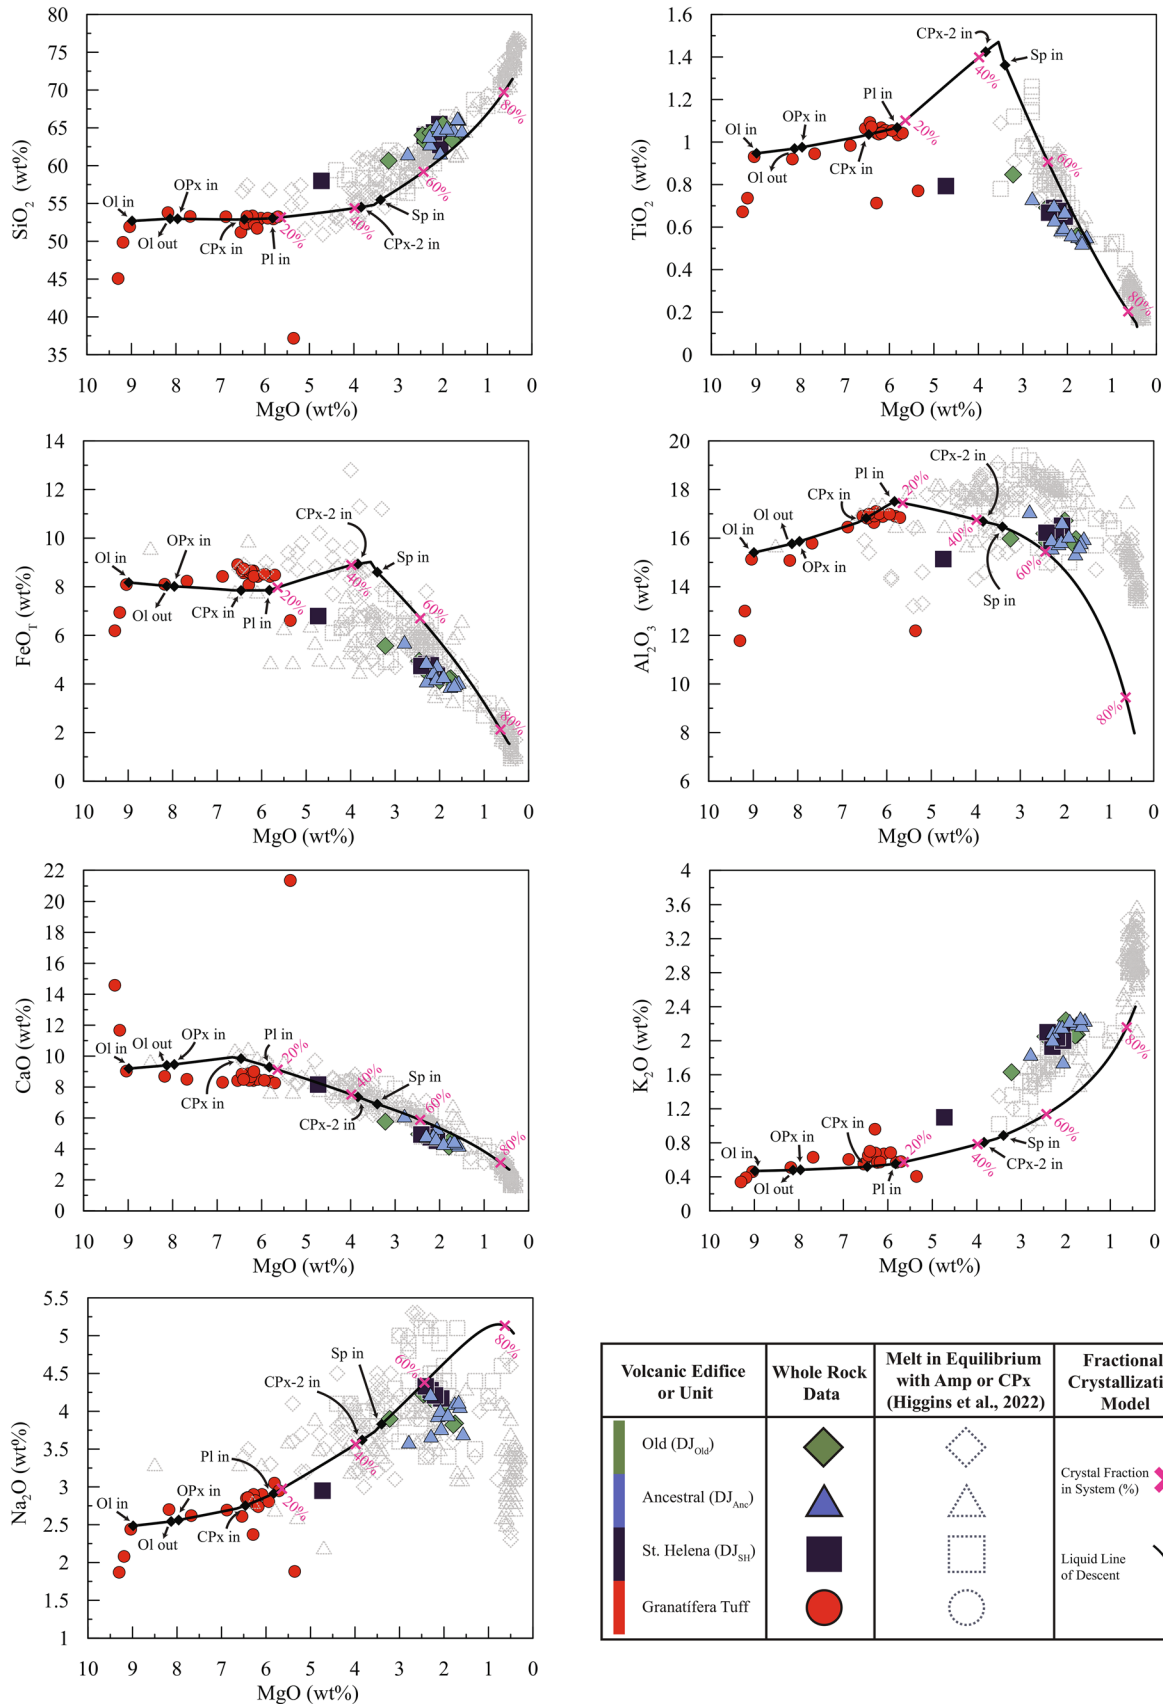 80
75
70
65
60
55
50
45
40
35
SiO2 (wt%)
Ol in
OPx in
Ol out
CPx in
Pl in
20%
40%
CPx-2 in
Sp in
60%
80%
10 9 8 7 6 5 4 3 2 1 0
MgO (wt%)
1.6
1.4
1.2
1
0.8
0.6
0.4
0.2
0
TiO2 (wt%)
CPx-2 in
Sp in
40%
Pl in
20%
OPx in
Ol in
Ol out
CPx in
60%
80%
10 9 8 7 6 5 4 3 2 1 0
MgO (wt%)
14
12
10
8
6
4
2
0
FeOT (wt%)
CPx-2 in
OPx in
Ol in
40%
Sp in
Ol out
CPx in
Pl in
20%
60%
80%
10 9 8 7 6 5 4 3 2 1 0
MgO (wt%)
20
18
16
14
12
10
8
6
Al2O3 (wt%)
CPx-2 in
Pl in
20%
CPx in
Ol out
Ol in
OPx in
40%
Sp in
60%
80%
10 9 8 7 6 5 4 3 2 1 0
MgO (wt%)
22
20
18
16
14
12
10
8
6
4
2
0
CaO (wt%)
Ol in
Ol out
OPx in
Pl in
20%
CPx in
40%
Sp in
CPx-2 in
60%
80%
10 9 8 7 6 5 4 3 2 1 0
MgO (wt%)
4
3.6
3.2
2.8
2.4
2
1.6
1.2
0.8
0.4
0
K2O (wt%)
CPx in
OPx in
Ol in
20%
Ol out
Pl in
40%
Sp in
CPx-2 in
60%
80%
10 9 8 7 6 5 4 3 2 1 0
MgO (wt%)
5.5
5
4.5
4
3.5
3
2.5
2
1.5
1
Na2O (wt%)
Sp in
60%
80%
CPx-2 in
Pl in
40%
OPx in
Ol in
20%
CPx in
Ol out
10 9 8 7 6 5 4 3 2 1 0
MgO (wt%)
Volcanic Edifice
or Unit
Whole Rock
Data
Melt in Equilibrium
with Amp or CPx
(Higgins et al., 2022)
Fractional
Crystallizati
Model
Old (DJOld)
Ancestral (DJAnc)
St. Helena (DJSH)
Granatífera Tuff
Crystal Fraction
in System (%)
Liquid Line
of Descent